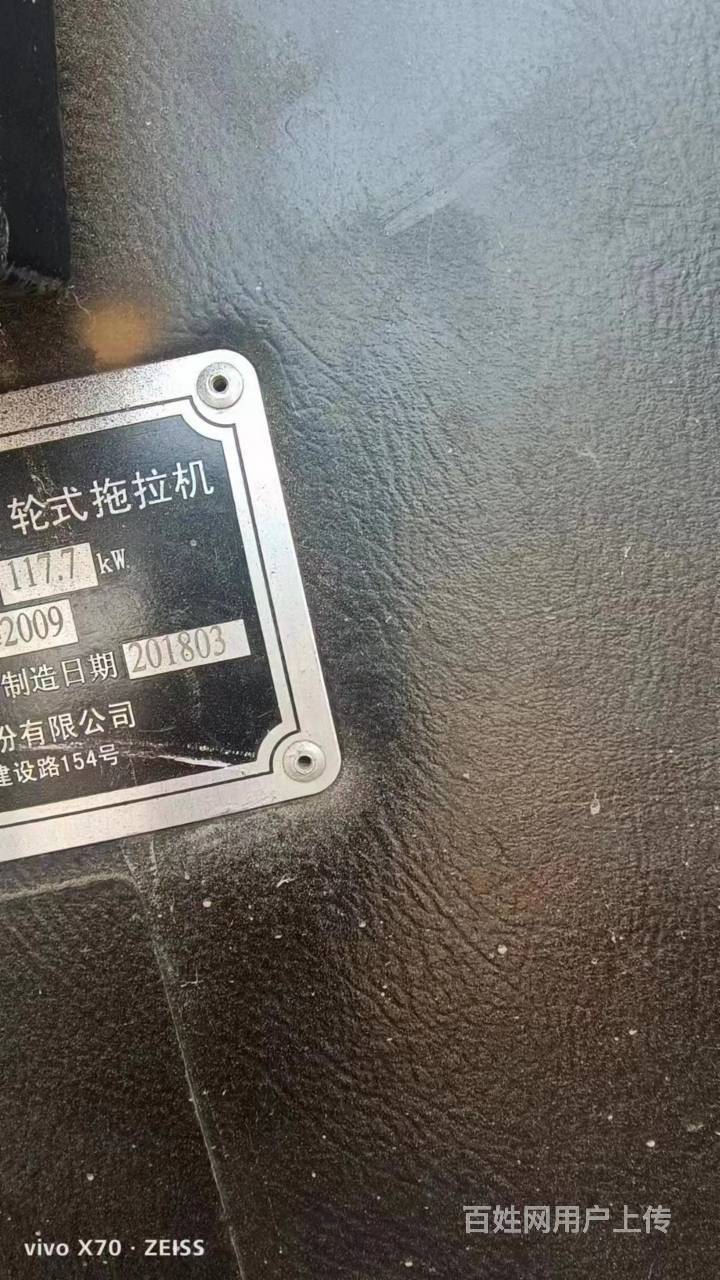 轮式拖拉机
117.7 kW
2009
制造日期 201803
份有限公司
建设路154号
百姓网用户上传
vivo X70 · ZEISS